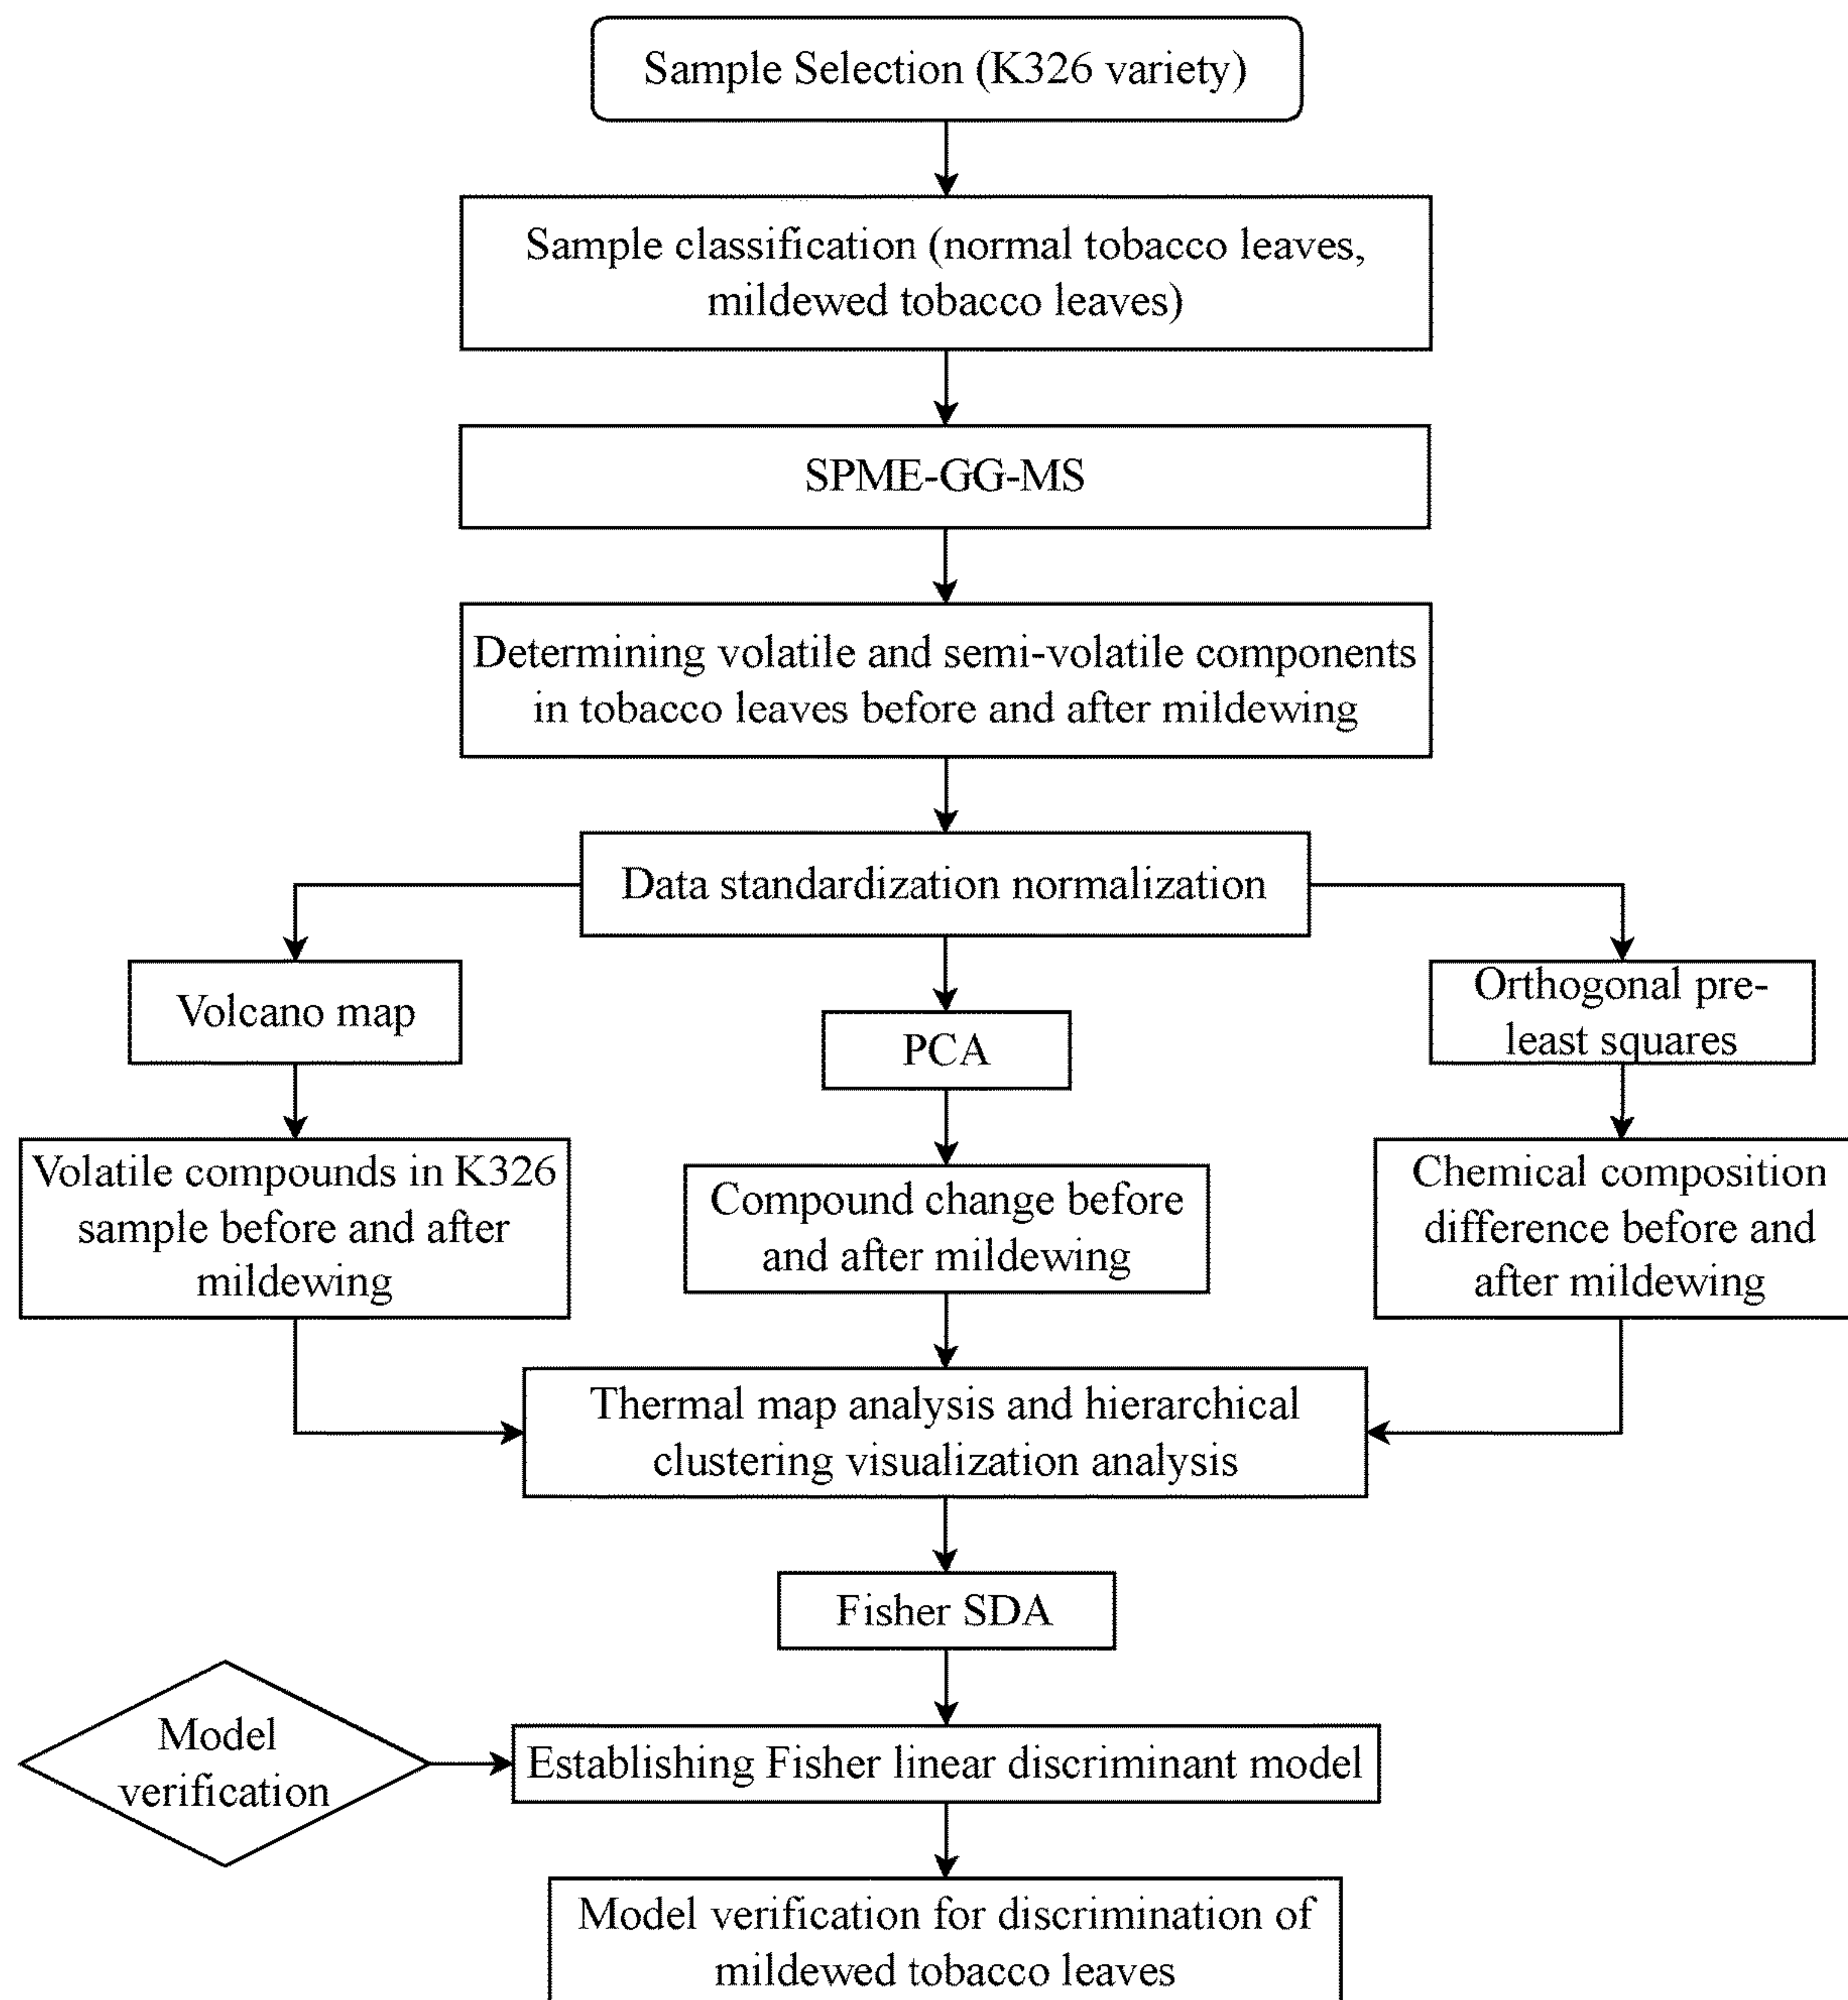 Sample Selection (K326 variety)
Sample classification (normal tobacco leaves,
mildewed tobacco leaves)
SPME-GG-MS
Determining volatile and semi-volatile components
in tobacco leaves before and after mildewing
Data standardization normalization
Volcano map
PCA
Orthogonal pre-
least squares
Volatile compounds in K326
sample before and after
mildewing
Compound change before
and after mildewing
Chemical composition
difference before and
after mildewing
Thermal map analysis and hierarchical
clustering visualization analysis
Fisher SDA
Model
verification
Establishing Fisher linear discriminant model
Model verification for discrimination of
mildewed tobacco leaves